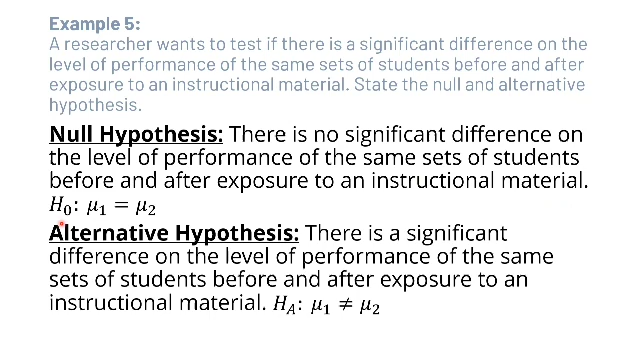 Example 5:
A researcher wants to test if there is a significant difference on the
level of performance of the same sets of students before and after
exposure to an instructional material. State the null and alternative
hypothesis.
Null Hypothesis: There is no significant difference on
the level of performance of the same sets of students
before and after exposure to an instructional material.
H₀: μ₁ = μ₂
Alternative Hypothesis: There is a significant
difference on the level of performance of the same
sets of students before and after exposure to an
instructional material. H_A: μ₁ ≠ μ₂